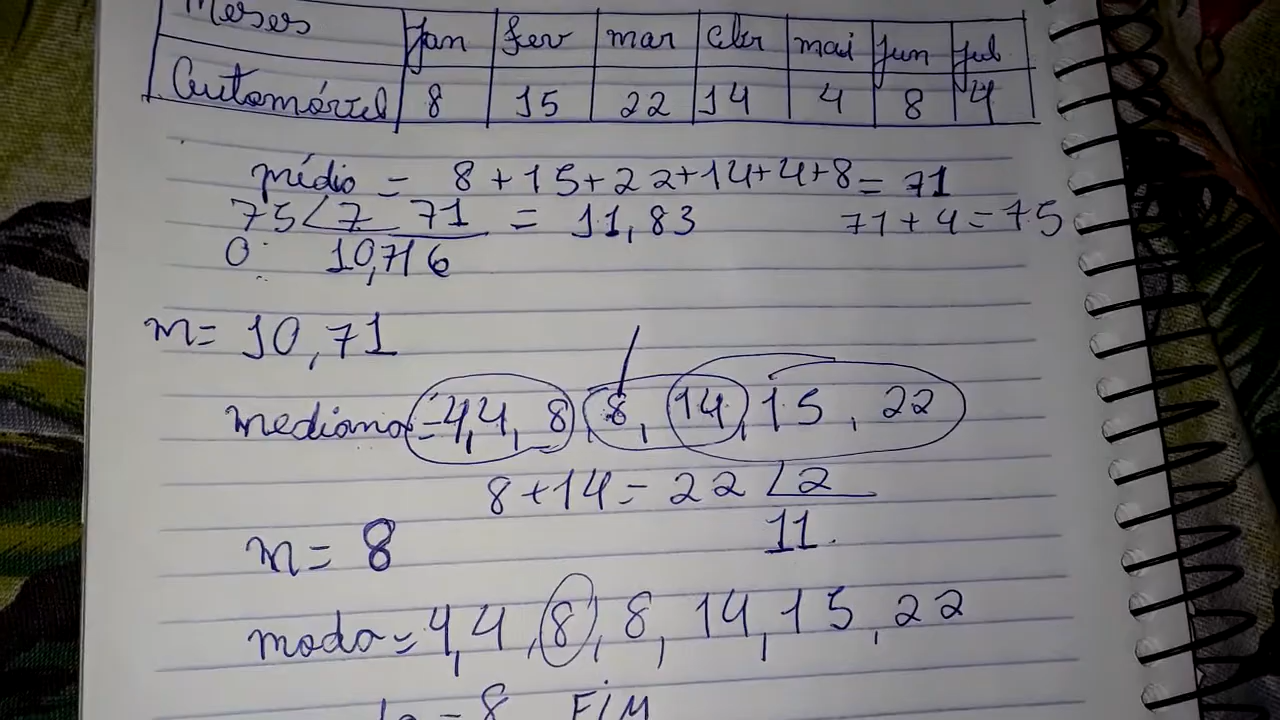 Meses Jan fev mar abr mai jun jul
Automóvel 8 15 22 14 4 8 4
médio = 8+15+22+14+4+8=71
75 7 71 = 11,83 71+4=75
0 10,716
m= 10,71
mediana=4,4, 8, 8, 14, 15, 22
8+14=22 2
m= 8 11.
moda=4,4,8,8,14,15,22
=8 FIM